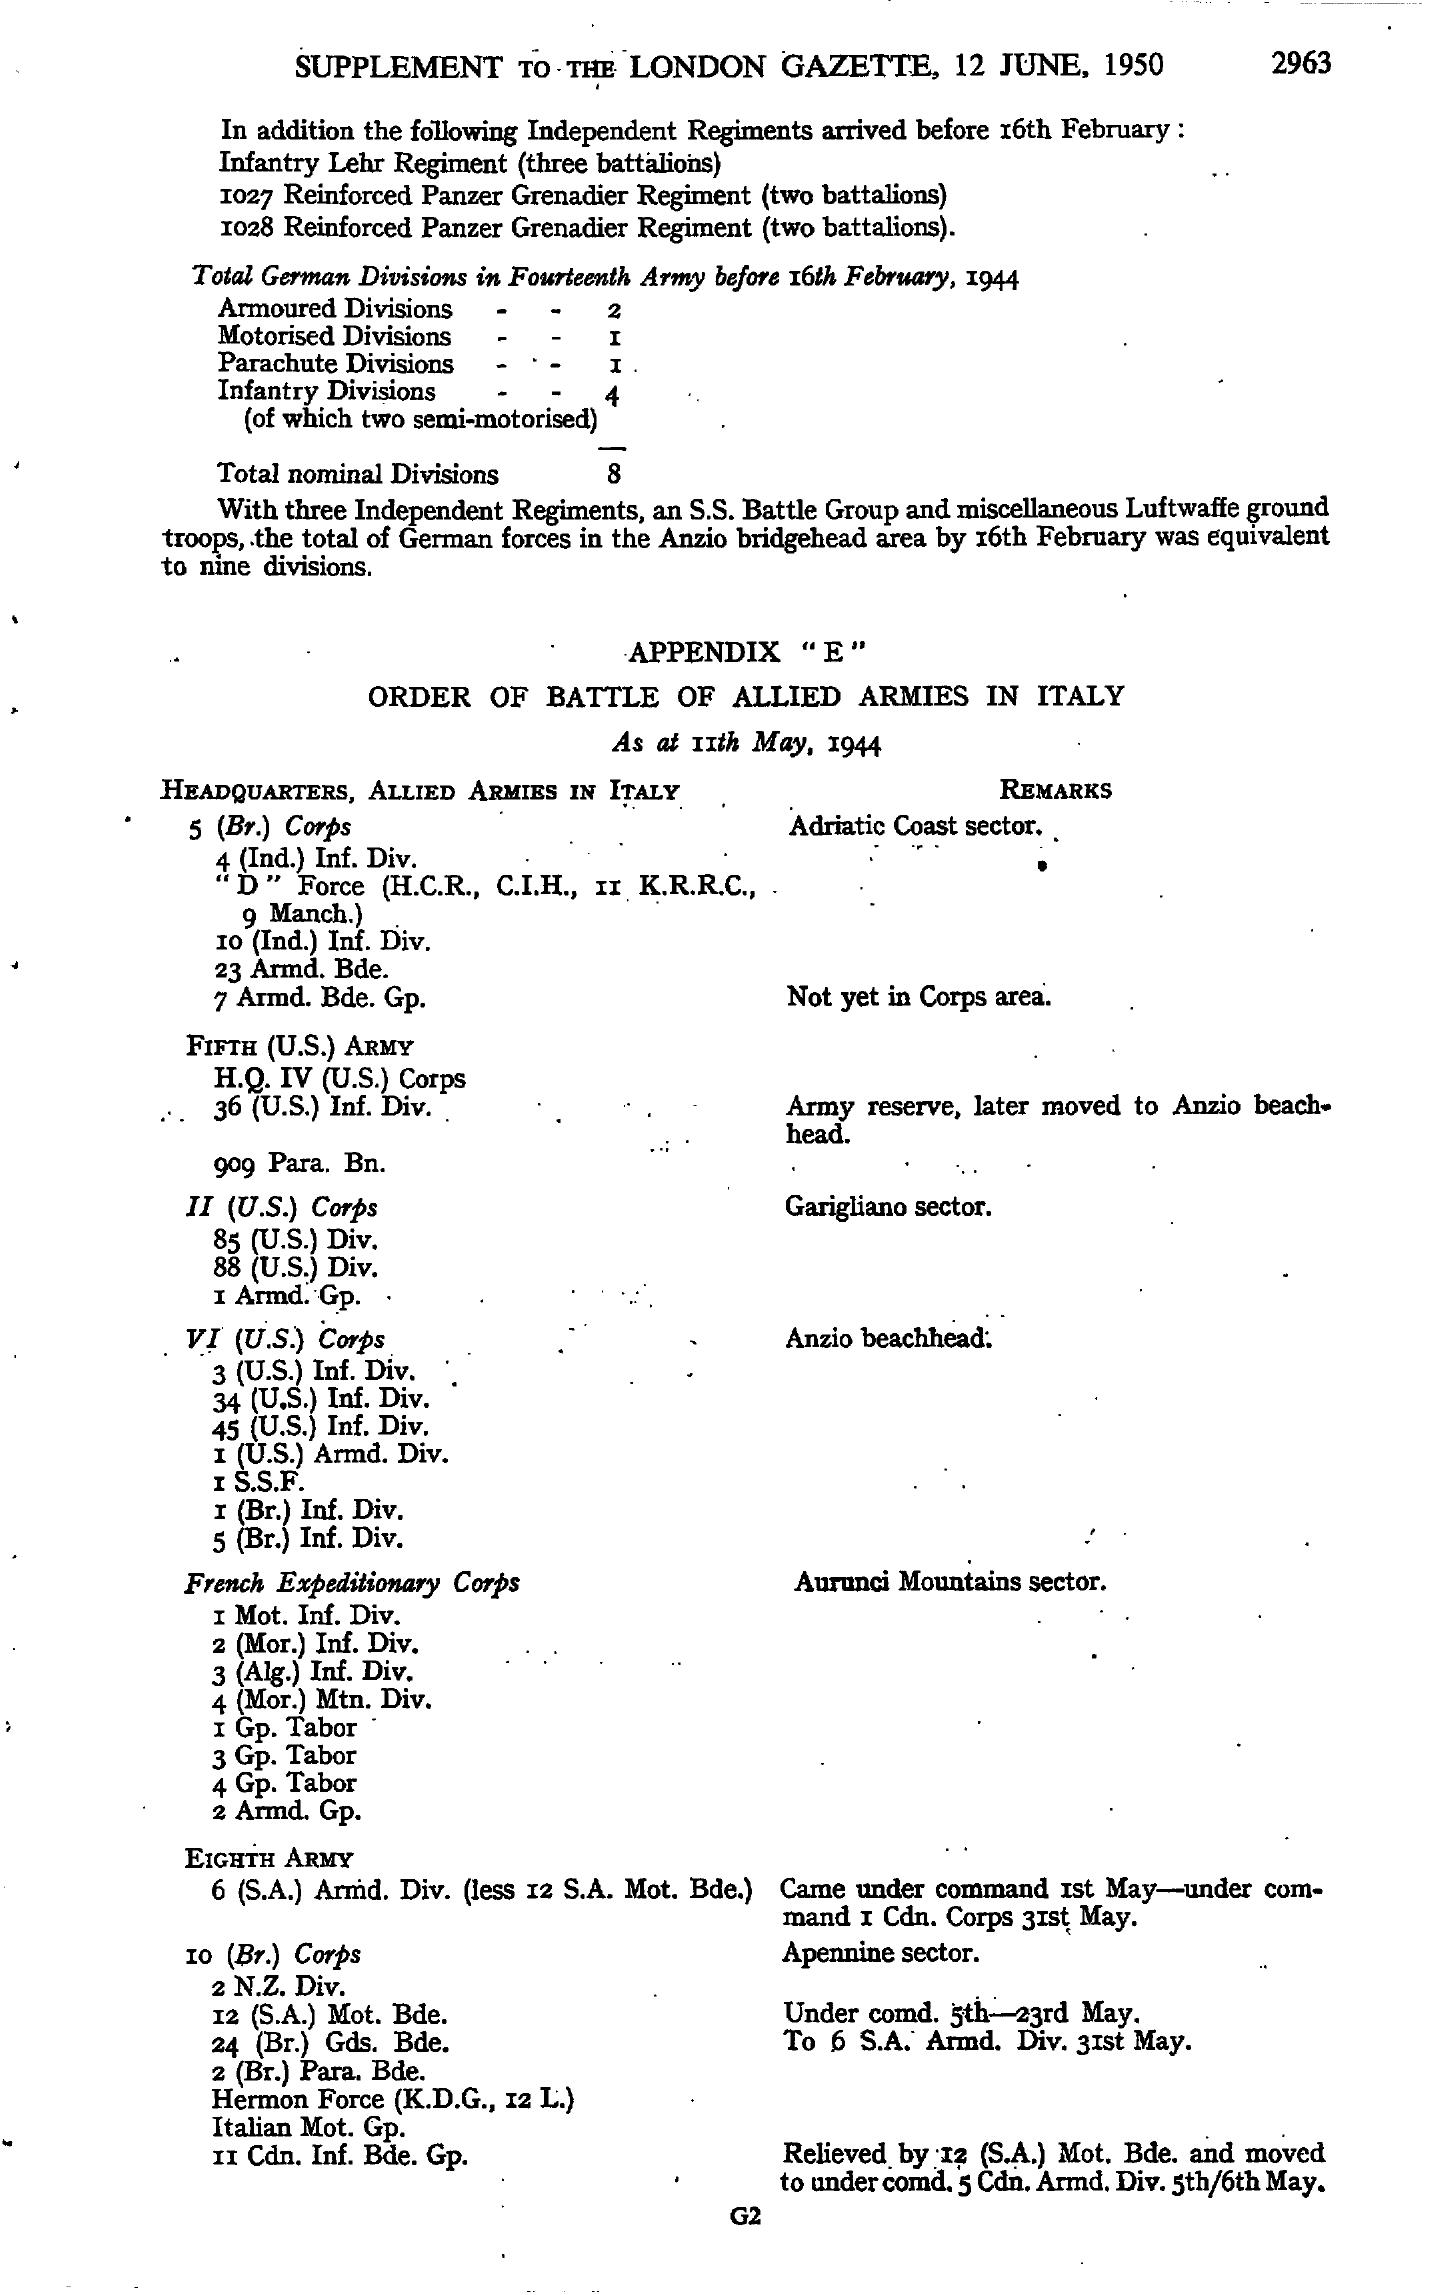 SUPPLEMENT TO THE LONDON GAZETTE, 12 JUNE, 1950 2963
In addition the following Independent Regiments arrived before 16th February :
Infantry Lehr Regiment (three battalions)
1027 Reinforced Panzer Grenadier Regiment (two battalions)
1028 Reinforced Panzer Grenadier Regiment (two battalions).
Total German Divisions in Fourteenth Army before 16th February, 1944
Armoured Divisions - - 2
Motorised Divisions - - 1
Parachute Divisions - - 1
Infantry Divisions - - 4
(of which two semi-motorised)
Total nominal Divisions 8
With three Independent Regiments, an S.S. Battle Group and miscellaneous Luftwaffe ground
troops, the total of German forces in the Anzio bridgehead area by 16th February was equivalent
to nine divisions.
APPENDIX " E "
ORDER OF BATTLE OF ALLIED ARMIES IN ITALY
As at 11th May, 1944
HEADQUARTERS, ALLIED ARMIES IN ITALY REMARKS
5 (Br.) Corps Adriatic Coast sector.
4 (Ind.) Inf. Div.
" D " Force (H.C.R., C.I.H., 11 K.R.R.C.,
9 Manch.)
10 (Ind.) Inf. Div.
23 Armd. Bde.
7 Armd. Bde. Gp. Not yet in Corps area.
FIFTH (U.S.) ARMY
H.Q. IV (U.S.) Corps
36 (U.S.) Inf. Div. Army reserve, later moved to Anzio beach-
head.
909 Para. Bn.
II (U.S.) Corps Garigliano sector.
85 (U.S.) Div.
88 (U.S.) Div.
1 Armd. Gp.
VI (U.S.) Corps Anzio beachhead.
3 (U.S.) Inf. Div.
34 (U.S.) Inf. Div.
45 (U.S.) Inf. Div.
1 (U.S.) Armd. Div.
1 S.S.F.
1 (Br.) Inf. Div.
5 (Br.) Inf. Div.
French Expeditionary Corps Aurunci Mountains sector.
1 Mot. Inf. Div.
2 (Mor.) Inf. Div.
3 (Alg.) Inf. Div.
4 (Mor.) Mtn. Div.
1 Gp. Tabor
3 Gp. Tabor
4 Gp. Tabor
2 Armd. Gp.
EIGHTH ARMY
6 (S.A.) Armd. Div. (less 12 S.A. Mot. Bde.) Came under command 1st May—under com-
mand 1 Cdn. Corps 31st May.
10 (Br.) Corps Apennine sector.
2 N.Z. Div.
12 (S.A.) Mot. Bde. Under comd. 5th—23rd May.
24 (Br.) Gds. Bde. To 6 S.A. Armd. Div. 31st May.
2 (Br.) Para. Bde.
Hermon Force (K.D.G., 12 L.)
Italian Mot. Gp.
11 Cdn. Inf. Bde. Gp. Relieved by 12 (S.A.) Mot. Bde. and moved
to under comd. 5 Cdn. Armd. Div. 5th/6th May.
G2